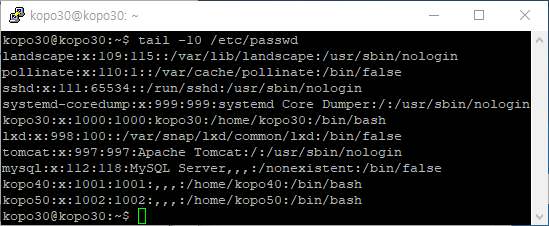 kopo30@kopo30: ~
kopo30@kopo30:~$ tail -10 /etc/passwd
landscape:x:109:115::/var/lib/landscape:/usr/sbin/nologin
pollinate:x:110:1::/var/cache/pollinate:/bin/false
sshd:x:111:65534::/run/sshd:/usr/sbin/nologin
systemd-coredump:x:999:999:systemd Core Dumper:/:/usr/sbin/nologin
kopo30:x:1000:1000:kopo30:/home/kopo30:/bin/bash
lxd:x:998:100::/var/snap/lxd/common/lxd:/bin/false
tomcat:x:997:997:Apache Tomcat:/:/usr/sbin/nologin
mysql:x:112:118:MySQL Server,,,:/nonexistent:/bin/false
kopo40:x:1001:1001:,,,:/home/kopo40:/bin/bash
kopo50:x:1002:1002:,,,:/home/kopo50:/bin/bash
kopo30@kopo30:~$